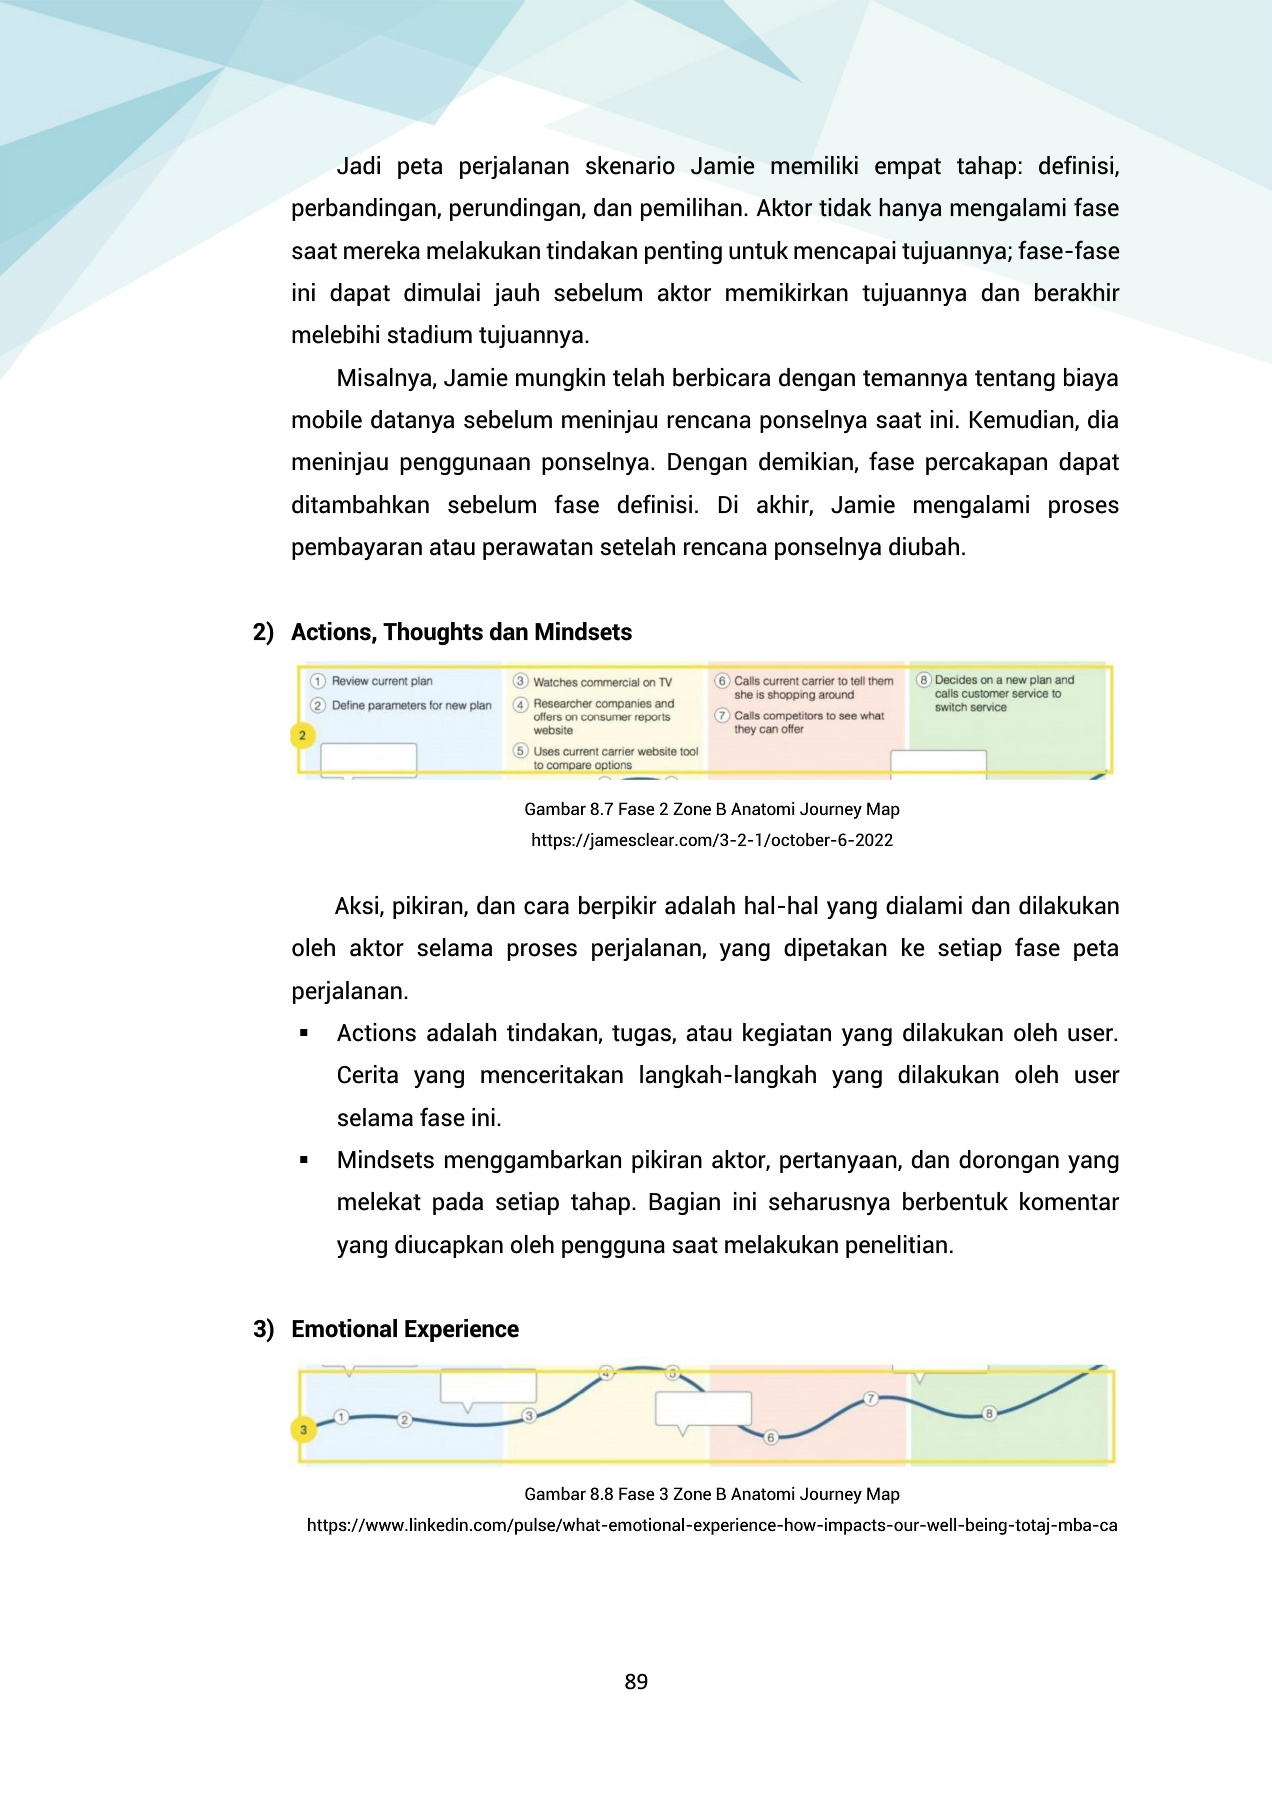 Jadi peta perjalanan skenario Jamie memiliki empat tahap: definisi,
perbandingan, perundingan, dan pemilihan. Aktor tidak hanya mengalami fase
saat mereka melakukan tindakan penting untuk mencapai tujuannya; fase-fase
ini dapat dimulai jauh sebelum aktor memikirkan tujuannya dan berakhir
melebihi stadium tujuannya.
Misalnya, Jamie mungkin telah berbicara dengan temannya tentang biaya
mobile datanya sebelum meninjau rencana ponselnya saat ini. Kemudian, dia
meninjau penggunaan ponselnya. Dengan demikian, fase percakapan dapat
ditambahkan sebelum fase definisi. Di akhir, Jamie mengalami proses
pembayaran atau perawatan setelah rencana ponselnya diubah.
2) Actions, Thoughts dan Mindsets
2
1 Review current plan
2 Define parameters for new plan
3 Watches commercial on TV
4 Researcher companies and
offers on consumer reports
website
5 Uses current carrier website tool
to compare options
6 Calls current carrier to tell them
she is shopping around
7 Calls competitors to see what
they can offer
8 Decides on a new plan and
calls customer service to
switch service
Gambar 8.7 Fase 2 Zone B Anatomi Journey Map
https://jamesclear.com/3-2-1/october-6-2022
Aksi, pikiran, dan cara berpikir adalah hal-hal yang dialami dan dilakukan
oleh aktor selama proses perjalanan, yang dipetakan ke setiap fase peta
perjalanan.
▪ Actions adalah tindakan, tugas, atau kegiatan yang dilakukan oleh user.
Cerita yang menceritakan langkah-langkah yang dilakukan oleh user
selama fase ini.
▪ Mindsets menggambarkan pikiran aktor, pertanyaan, dan dorongan yang
melekat pada setiap tahap. Bagian ini seharusnya berbentuk komentar
yang diucapkan oleh pengguna saat melakukan penelitian.
3) Emotional Experience
3
1
2
3
4
5
6
7
8
Gambar 8.8 Fase 3 Zone B Anatomi Journey Map
https://www.linkedin.com/pulse/what-emotional-experience-how-impacts-our-well-being-totaj-mba-ca
89